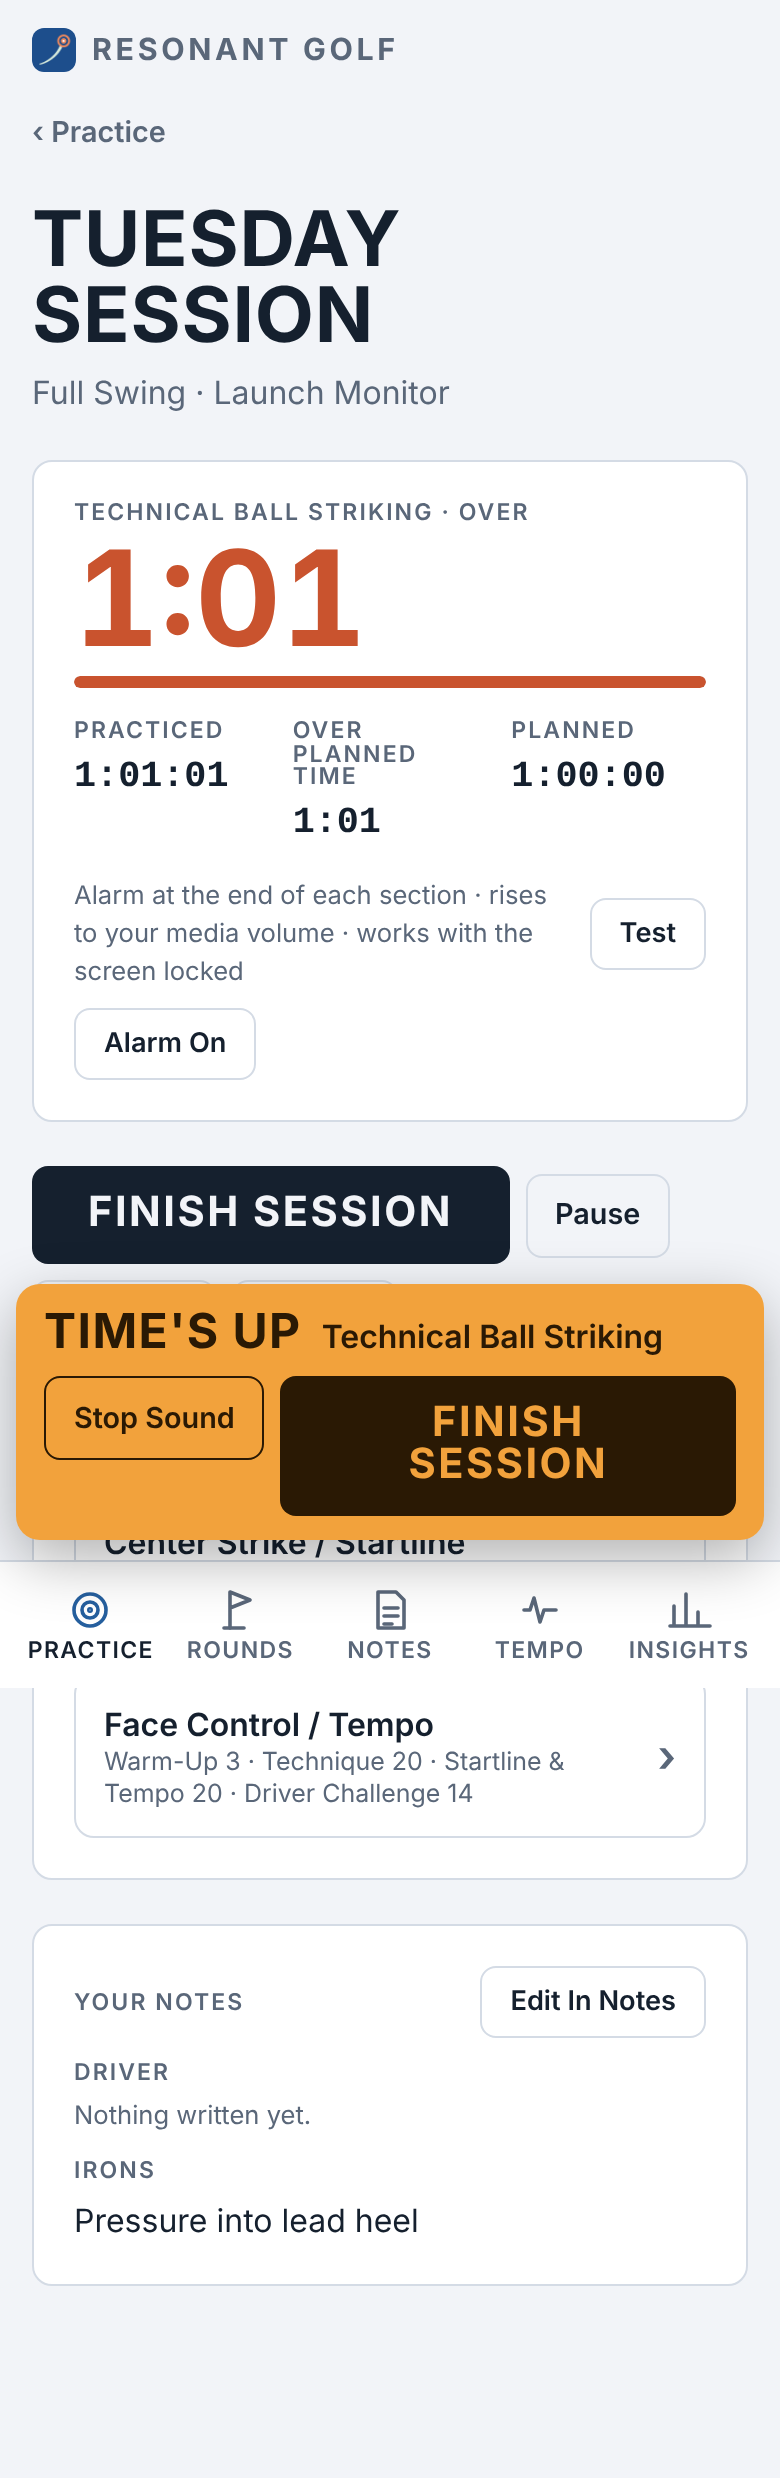 RESONANT GOLF
‹ Practice
TUESDAY
SESSION
Full Swing · Launch Monitor
TECHNICAL BALL STRIKING · OVER
1:01
PRACTICED
1:01:01
OVER
PLANNED
TIME
1:01
PLANNED
1:00:00
Alarm at the end of each section · rises
to your media volume · works with the
screen locked
Test
Alarm On
FINISH SESSION
Pause
TIME'S UP Technical Ball Striking
Stop Sound
FINISH
SESSION
Center Strike / Startline
PRACTICE
ROUNDS
NOTES
TEMPO
INSIGHTS
Face Control / Tempo
Warm-Up 3 · Technique 20 · Startline &
Tempo 20 · Driver Challenge 14
›
YOUR NOTES
Edit In Notes
DRIVER
Nothing written yet.
IRONS
Pressure into lead heel